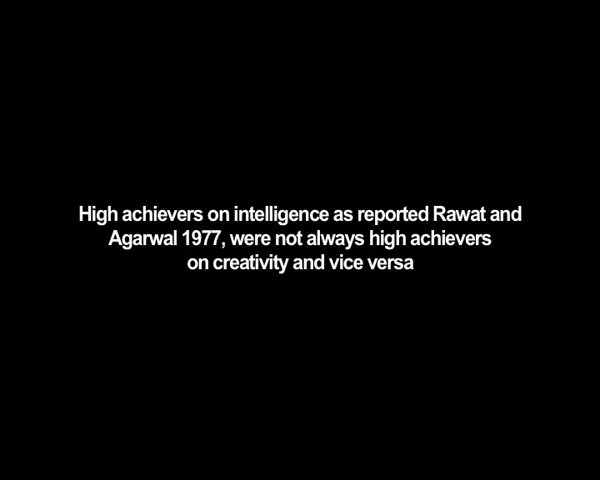 High achievers on intelligence as reported Rawat and
Agarwal 1977, were not always high achievers
on creativity and vice versa